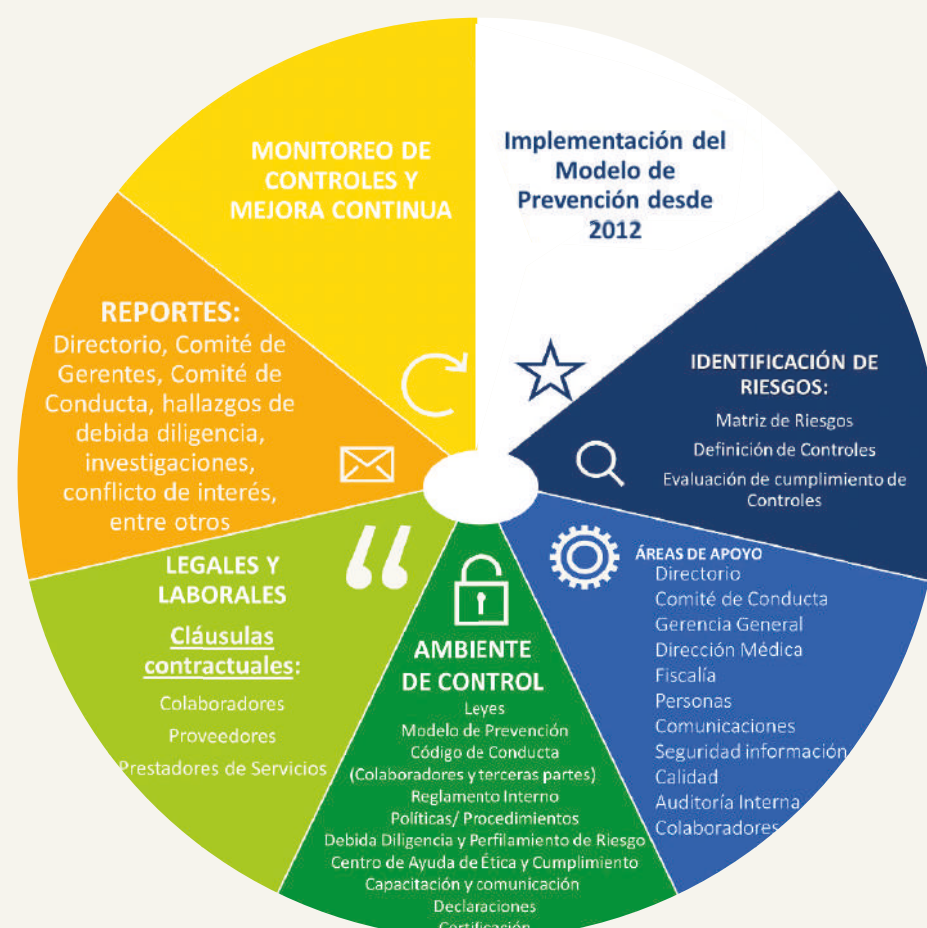 Implementación del
Modelo de
Prevención desde
2012
IDENTIFICACIÓN DE
RIESGOS:
Matriz de Riesgos
Definición de Controles
Evaluación de cumplimiento de
Controles
ÁREAS DE APOYO
Directorio
Comité de Conducta
Gerencia General
Dirección Médica
Fiscalía
Personas
Comunicaciones
Seguridad información
Calidad
Auditoría Interna
Colaboradores
AMBIENTE
DE CONTROL
Leyes
Modelo de Prevención
Código de Conducta
(Colaboradores y terceras partes)
Reglamento Interno
Políticas/ Procedimientos
Debida Diligencia y Perfilamiento de Riesgo
Centro de Ayuda de Ética y Cumplimiento
Capacitación y comunicación
Declaraciones
Certificación
LEGALES Y
LABORALES
Cláusulas
contractuales:
Colaboradores
Proveedores
Prestadores de Servicios
REPORTES:
Directorio, Comité de
Gerentes, Comité de
Conducta, hallazgos de
debida diligencia,
investigaciones,
conflicto de interés,
entre otros
MONITOREO DE
CONTROLES Y
MEJORA CONTINUA